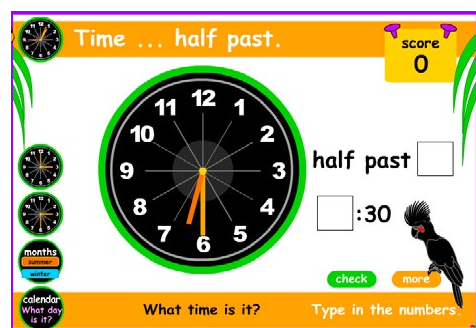 Time ... half past.
score
0
12
11 1
10 2
9 3
8 4
7 5
6
half past
:30
months
summer
winter
check more
calendar
What day
is it?
What time is it? Type in the numbers.